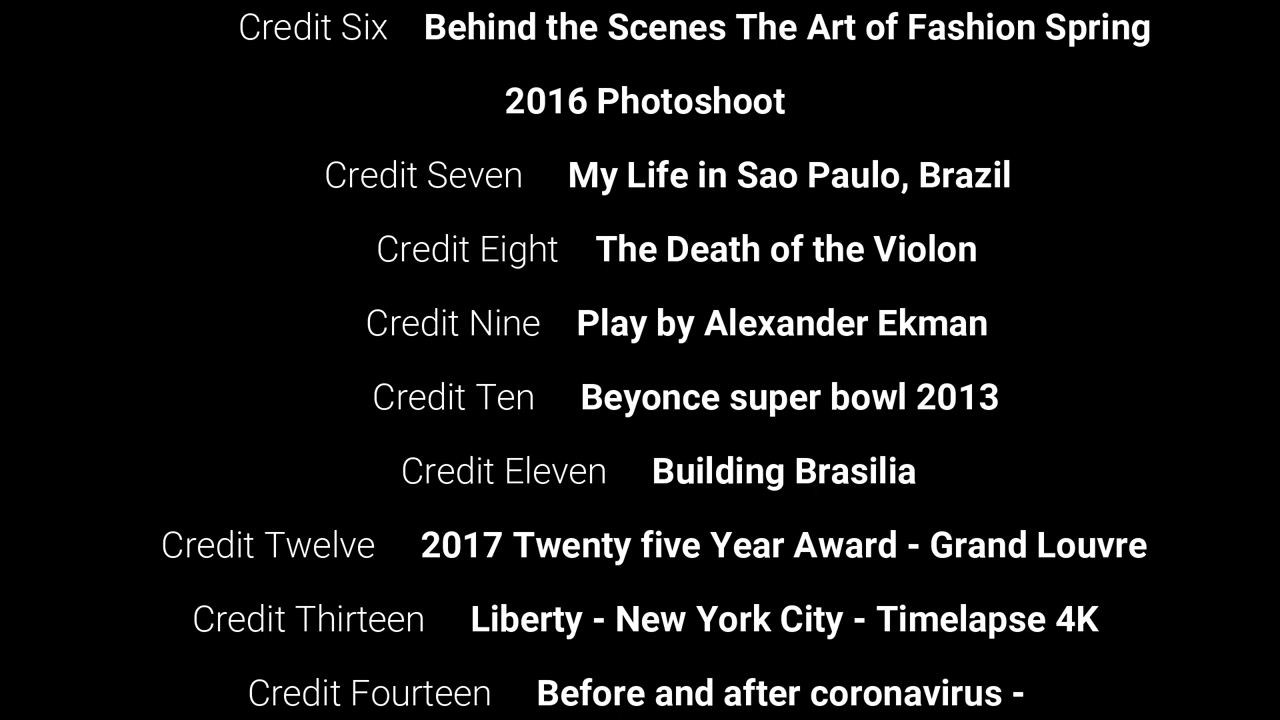 Credit Six Behind the Scenes The Art of Fashion Spring
2016 Photoshoot
Credit Seven My Life in Sao Paulo, Brazil
Credit Eight The Death of the Violon
Credit Nine Play by Alexander Ekman
Credit Ten Beyonce super bowl 2013
Credit Eleven Building Brasilia
Credit Twelve 2017 Twenty five Year Award - Grand Louvre
Credit Thirteen Liberty - New York City - Timelapse 4K
Credit Fourteen Before and after coronavirus -